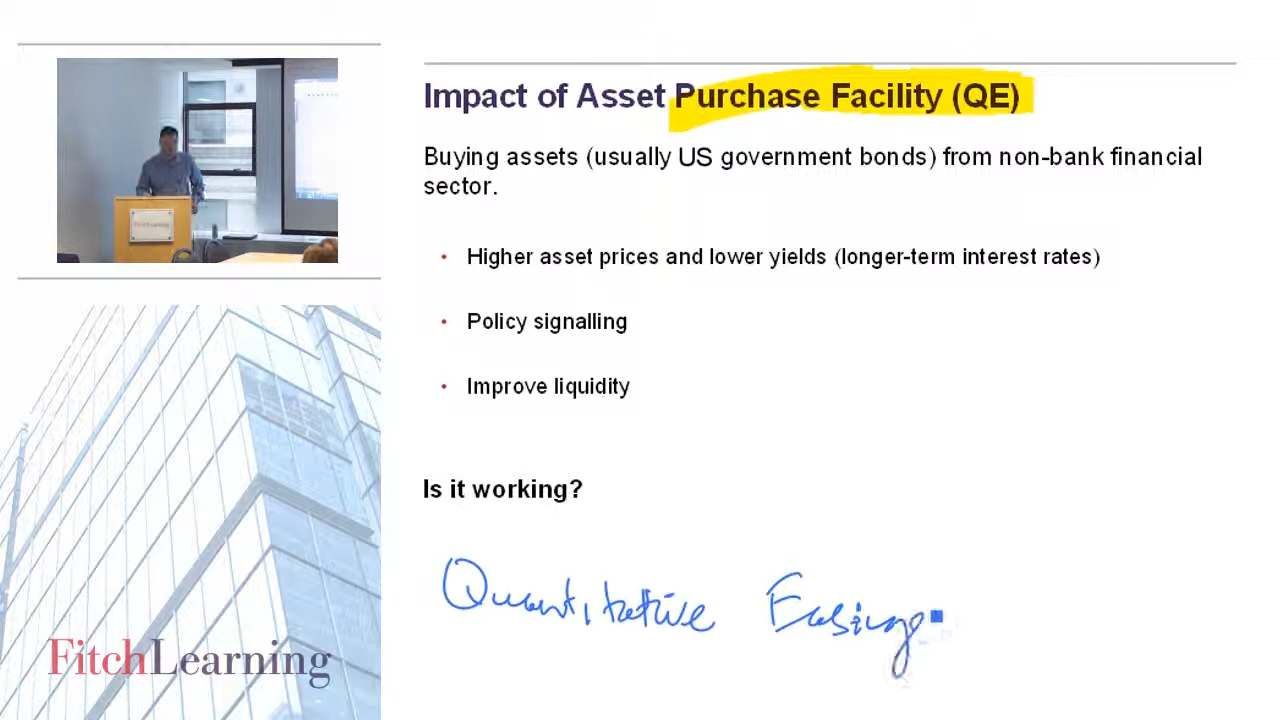 Impact of Asset Purchase Facility (QE)
Buying assets (usually US government bonds) from non-bank financial
sector.
• Higher asset prices and lower yields (longer-term interest rates)
• Policy signalling
• Improve liquidity
Is it working?
Quantitative Easing
FitchLearning